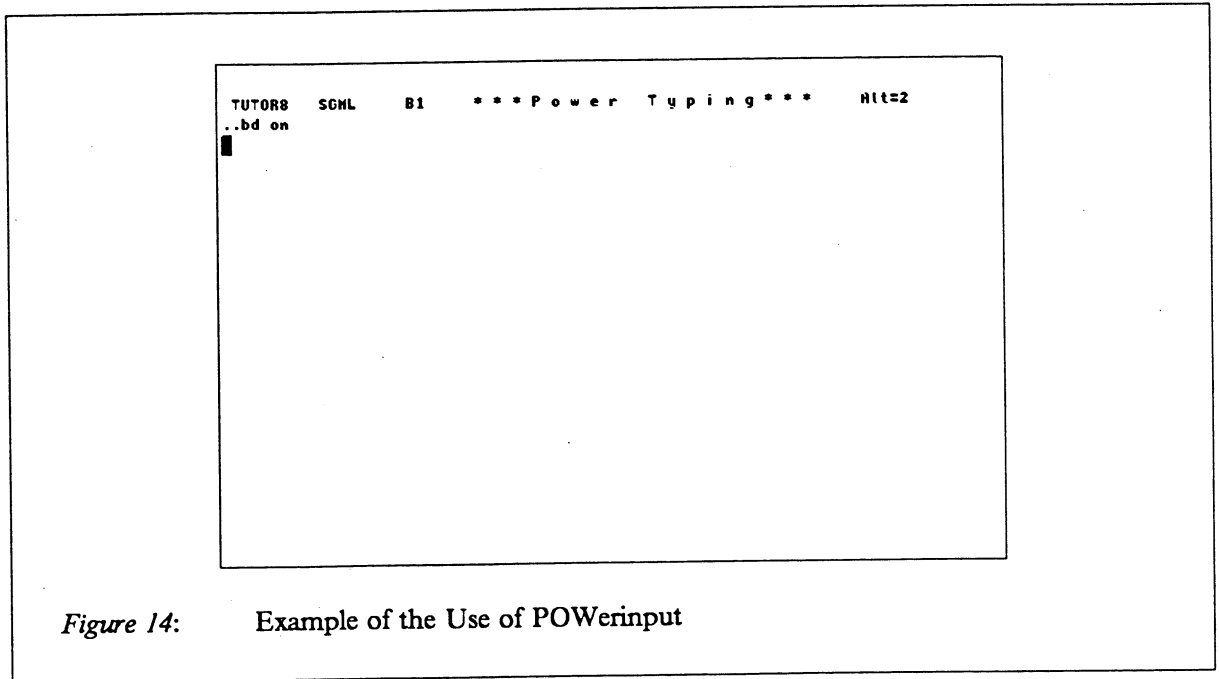 TUTOR8 SGML B1 * * * P o w e r T y p i n g * * * Alt=2
..bd on
Figure 14: Example of the Use of POWerinput